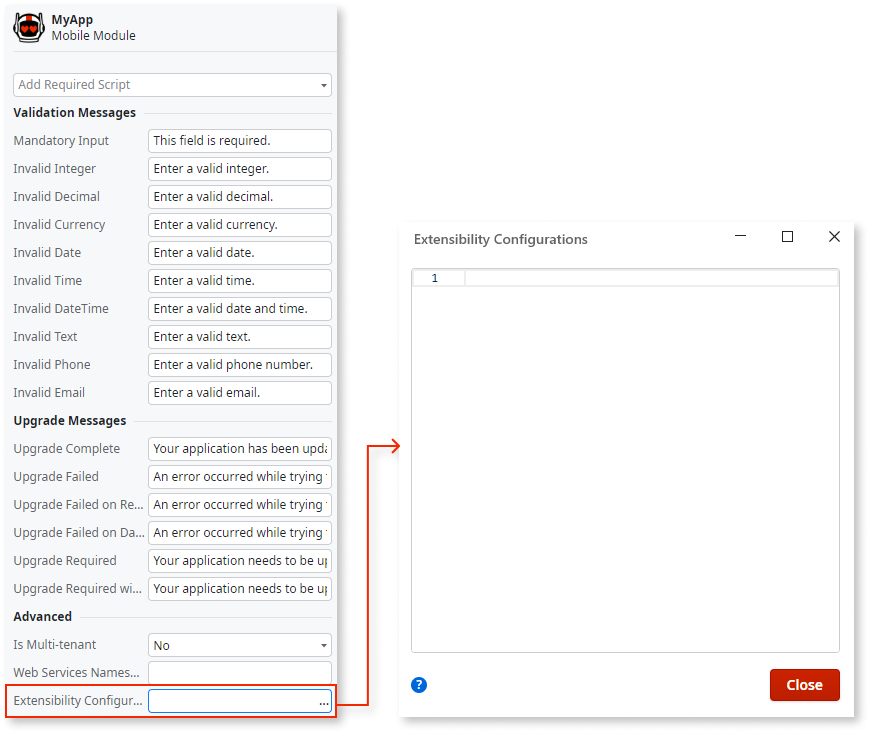 MyApp
Mobile Module
Add Required Script
Validation Messages
Mandatory Input This field is required.
Invalid Integer Enter a valid integer.
Invalid Decimal Enter a valid decimal.
Invalid Currency Enter a valid currency.
Invalid Date Enter a valid date.
Invalid Time Enter a valid time.
Invalid DateTime Enter a valid date and time.
Invalid Text Enter a valid text.
Invalid Phone Enter a valid phone number.
Invalid Email Enter a valid email.
Upgrade Messages
Upgrade Complete Your application has been upda
Upgrade Failed An error occurred while trying
Upgrade Failed on Re... An error occurred while trying
Upgrade Failed on Da... An error occurred while trying
Upgrade Required Your application needs to be up
Upgrade Required wi... Your application needs to be up
Advanced
Is Multi-tenant No
Web Services Names...
Extensibility Configur... ...
Extensibility Configurations
1
?
Close